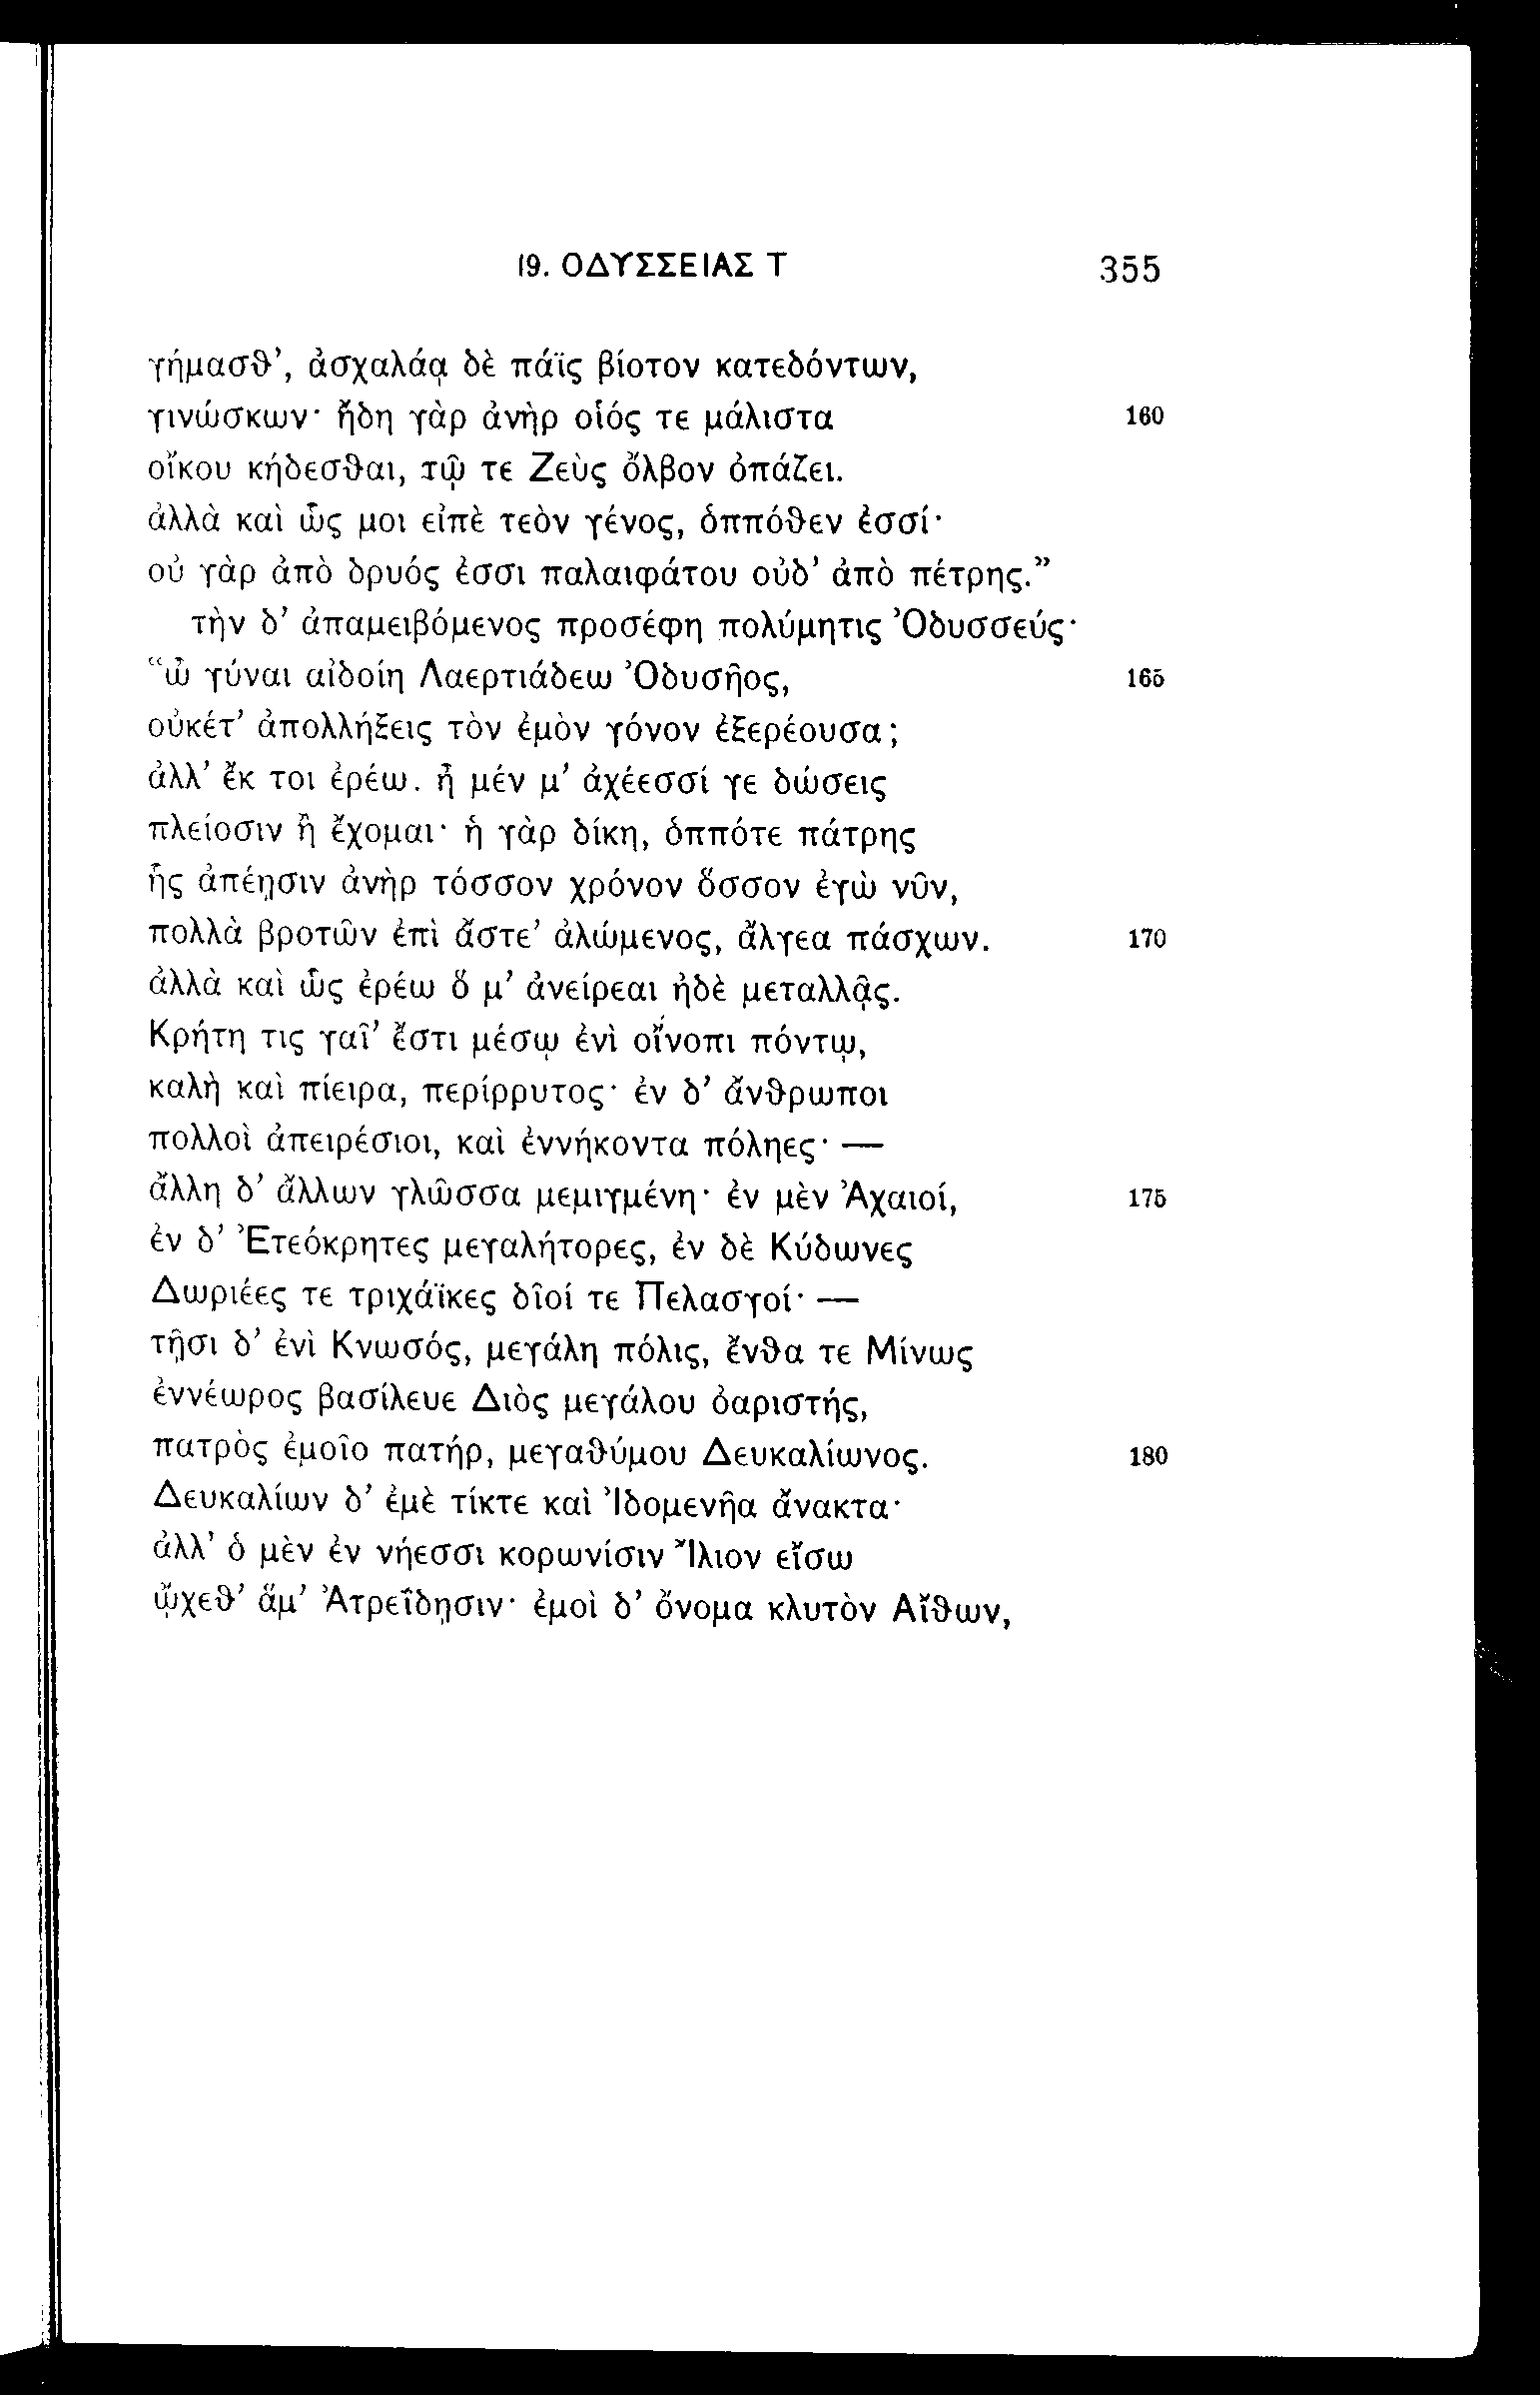 19. ΟΔΥΣΣΕΙΑΣ Τ 355
γήμασϑ’, ἀσχαλάᾳ δὲ πάϊς βίοτον κατεδόντων,
γινώσκων· ἤδη γὰρ ἀνὴρ οἷός τε μάλιστα 160
οἴκου κήδεσϑαι, τῷ τε Ζεὺς ὄλβον ὀπάζει.
ἀλλὰ καὶ ὧς μοι εἰπὲ τεὸν γένος, ὁππόϑεν ἐσσί·
οὐ γὰρ ἀπὸ δρυός ἐσσι παλαιφάτου οὐδ’ ἀπὸ πέτρης.”
τὴν δ’ ἀπαμειβόμενος προσέφη πολύμητις Ὀδυσσεύς·
“ὦ γύναι αἰδοίη Λαερτιάδεω Ὀδυσῆος, 165
οὐκέτ’ ἀπολλήξεις τὸν ἐμὸν γόνον ἐξερέουσα;
ἀλλ’ ἔκ τοι ἐρέω. ἦ μέν μ’ ἀχέεσσί γε δώσεις
πλείοσιν ἢ ἔχομαι· ἡ γὰρ δίκη, ὁππότε πάτρης
ἧς ἀπέῃσιν ἀνὴρ τόσσον χρόνον ὅσσον ἐγὼ νῦν,
πολλὰ βροτῶν ἐπὶ ἄστε’ ἀλώμενος, ἄλγεα πάσχων. 170
ἀλλὰ καὶ ὧς ἐρέω ὅ μ’ ἀνείρεαι ἠδὲ μεταλλᾷς.
Κρήτη τις γαῖ’ ἔστι μέσῳ ἐνὶ οἴνοπι πόντῳ,
καλὴ καὶ πίειρα, περίρρυτος· ἐν δ’ ἄνϑρωποι
πολλοὶ ἀπειρέσιοι, καὶ ἐννήκοντα πόληες· —
ἄλλη δ’ ἄλλων γλῶσσα μεμιγμένη· ἐν μὲν Ἀχαιοί, 175
ἐν δ’ Ἐτεόκρητες μεγαλήτορες, ἐν δὲ Κύδωνες
Δωριέες τε τριχάϊκες δῖοί τε Πελασγοί· —
τῇσι δ’ ἐνὶ Κνωσός, μεγάλη πόλις, ἔνϑα τε Μίνως
ἐννέωρος βασίλευε Διὸς μεγάλου ὀαριστής,
πατρὸς ἐμοῖο πατήρ, μεγαϑύμου Δευκαλίωνος. 180
Δευκαλίων δ’ ἐμὲ τίκτε καὶ Ἰδομενῆα ἄνακτα·
ἀλλ’ ὁ μὲν ἐν νήεσσι κορωνίσιν Ἴλιον εἴσω
ᾤχεϑ’ ἅμ’ Ἀτρεΐδῃσιν· ἐμοὶ δ’ ὄνομα κλυτὸν Αἴϑων,